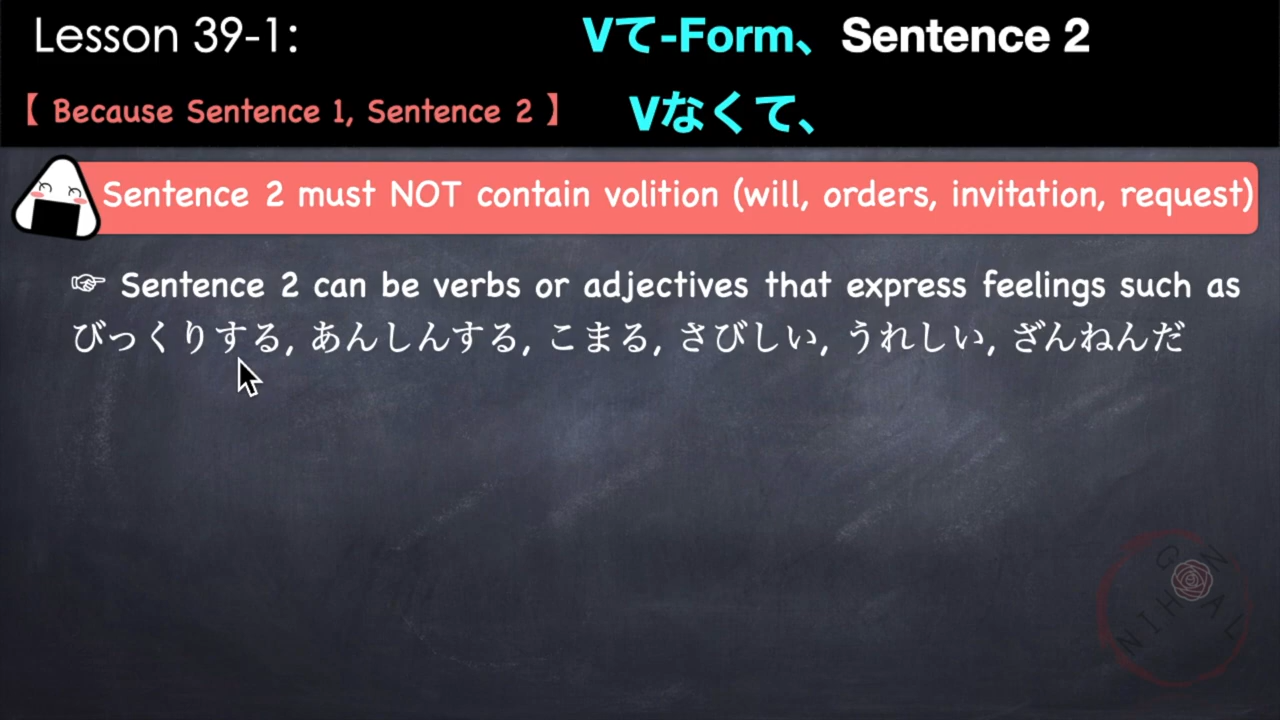 Lesson 39-1:
Vて-Form、Sentence 2
【 Because Sentence 1, Sentence 2 】
Vなくて、
Sentence 2 must NOT contain volition (will, orders, invitation, request)
☞ Sentence 2 can be verbs or adjectives that express feelings such as
びっくりする, あんしんする, こまる, さびしい, うれしい, ざんねんだ
NIHONGOAL